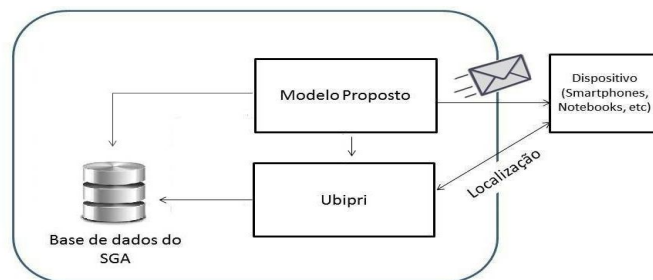 Modelo Proposto
Dispositivo
(Smartphones,
Notebooks, etc)
Ubipri
Localização
Base de dados do
SGA